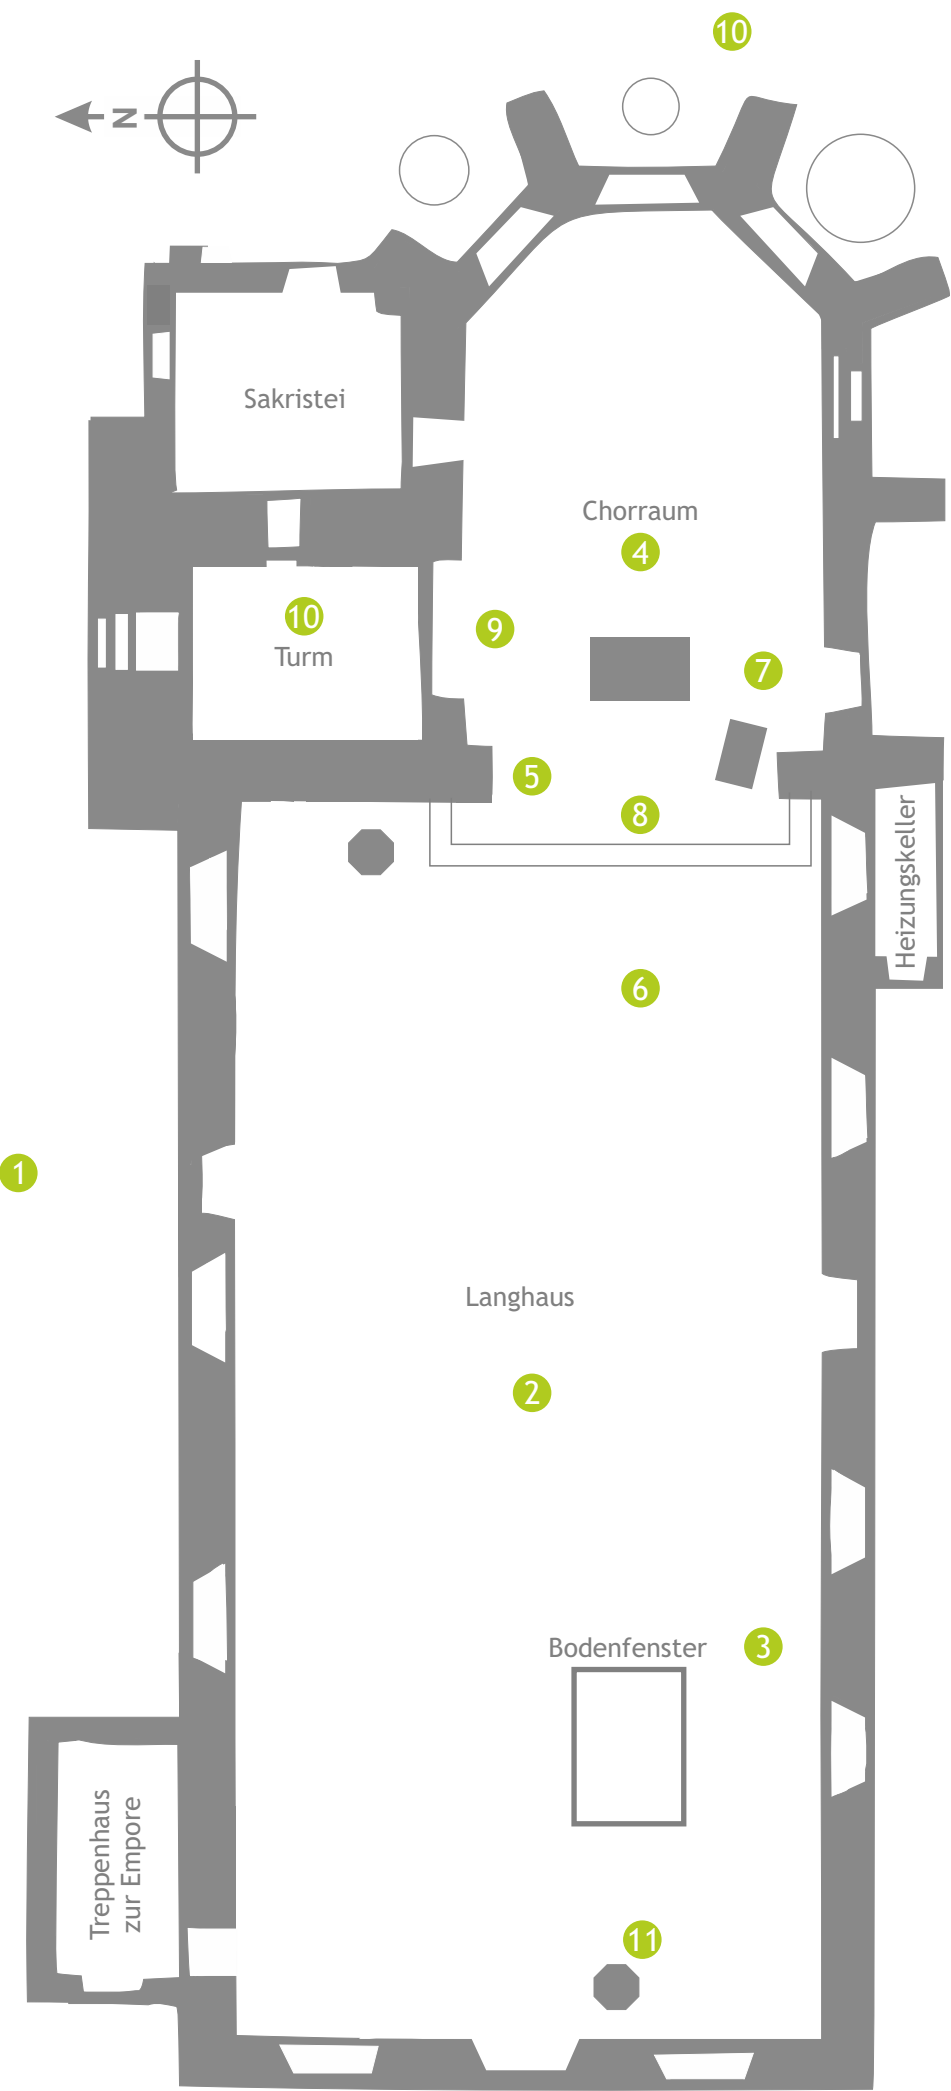 10
N
Sakristei
Chorraum
4
10
9
Turm
7
5
8
Heizungskeller
6
1
Langhaus
2
Bodenfenster
3
Treppenhaus
zur Empore
11